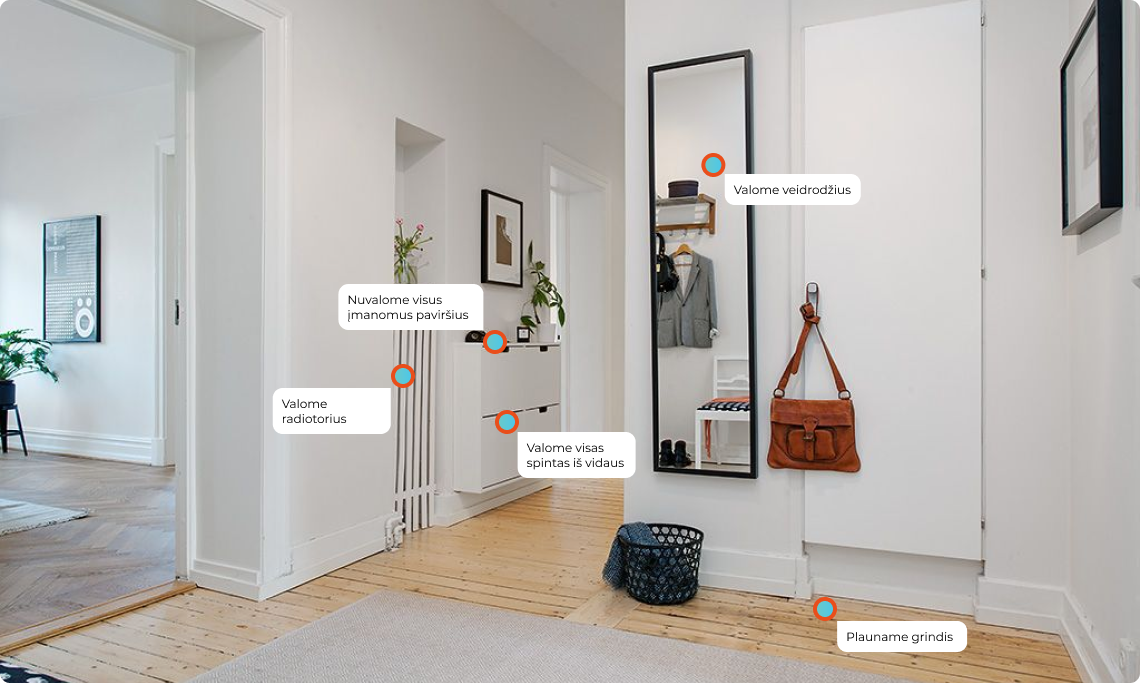 Valome veidrodžius
Nuvalome visus
įmanomus paviršius
Valome
radiotorius
Valome visas
spintas iš vidaus
Plauname grindis